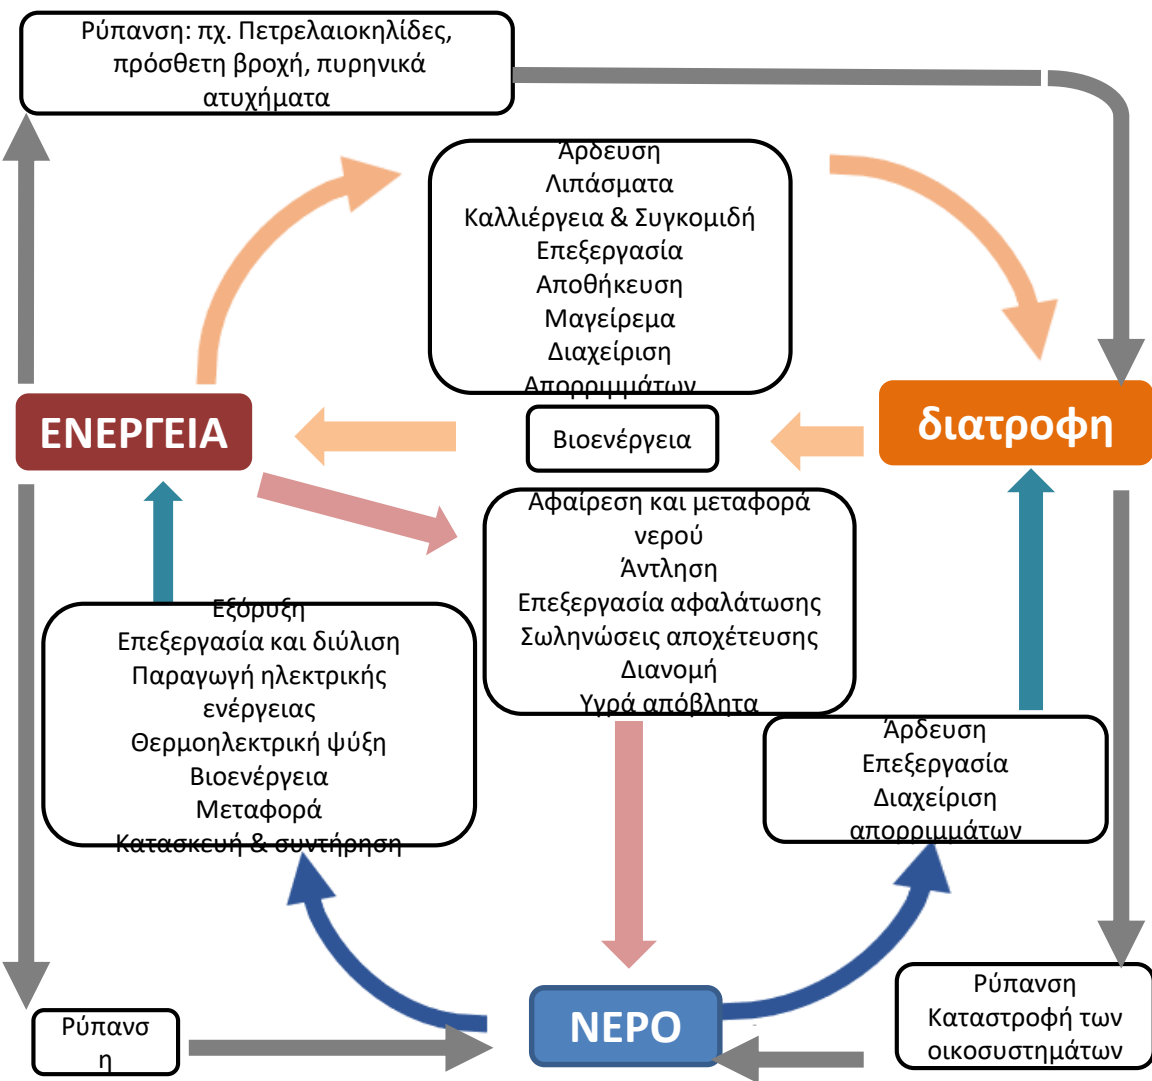 Ρύπανση: πχ. Πετρελαιοκηλίδες,
πρόσθετη βροχή, πυρηνικά
ατυχήματα
Άρδευση
Λιπάσματα
Καλλιέργεια & Συγκομιδή
Επεξεργασία
Αποθήκευση
Μαγείρεμα
Διαχείριση
Απορριμμάτων
ΕΝΕΡΓΕΙΑ
Βιοενέργεια
διατροφη
Αφαίρεση και μεταφορά
νερού
Άντληση
Επεξεργασία αφαλάτωσης
Σωληνώσεις αποχέτευσης
Διανομή
Υγρά απόβλητα
Εξόρυξη
Επεξεργασία και διύλιση
Παραγωγή ηλεκτρικής
ενέργειας
Θερμοηλεκτρική ψύξη
Βιοενέργεια
Μεταφορά
Κατασκευή & συντήρηση
Άρδευση
Επεξεργασία
Διαχείριση
απορριμμάτων
Ρύπανσ
η
ΝΕΡΟ
Ρύπανση
Καταστροφή των
οικοσυστημάτων